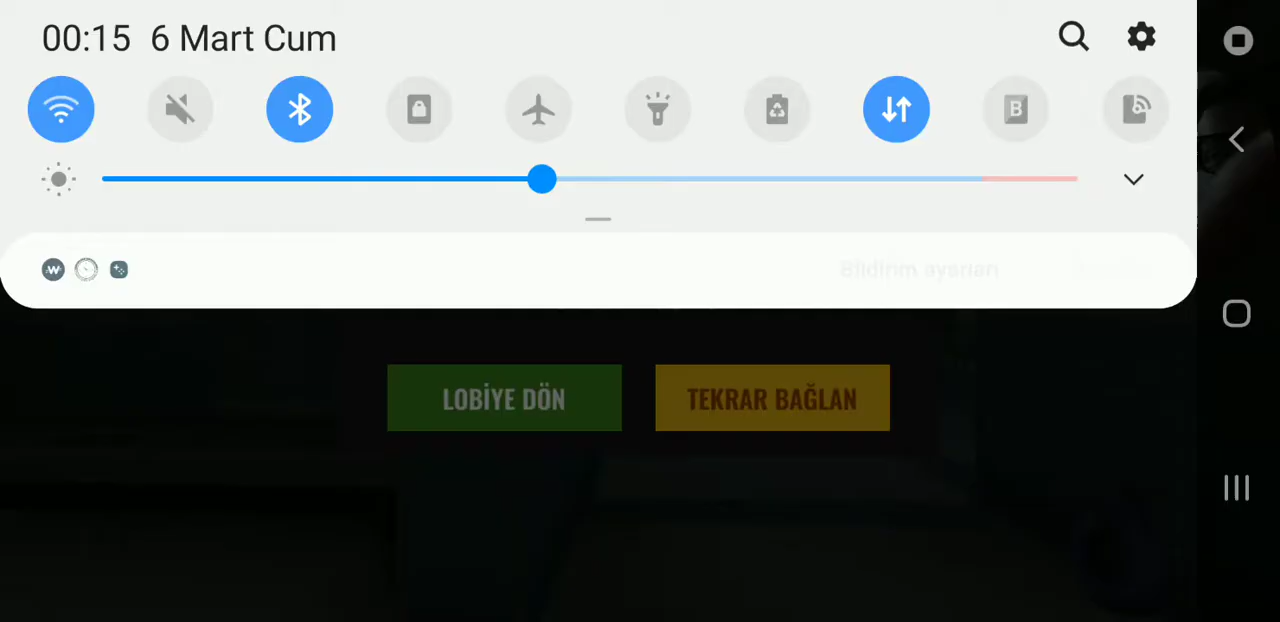 00:15 6 Mart Cum
Bildirim ayarları
LOBİYE DÖN
TEKRAR BAĞLAN